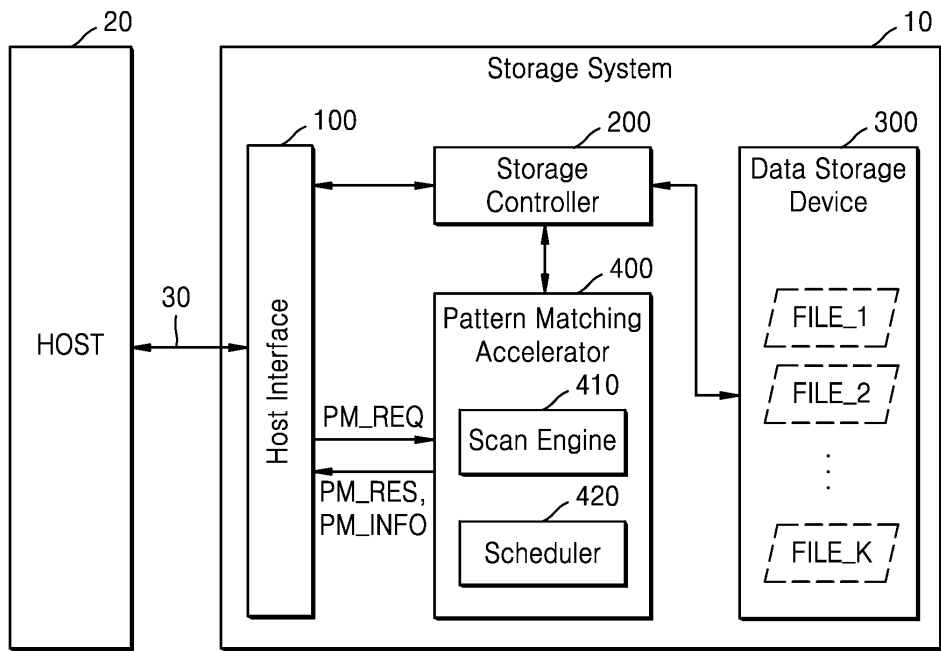 20
10
Storage System
100
200
300
Storage
Controller
Data Storage
Device
400
30
HOST
Host Interface
Pattern Matching
Accelerator
FILE_1
FILE_2
410
PM_REQ
Scan Engine
PM_RES,
PM_INFO
420
Scheduler
FILE_K